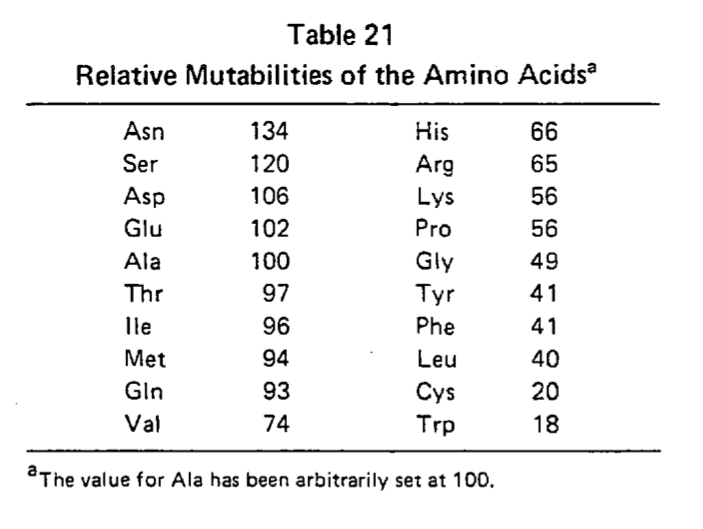 Table 21
Relative Mutabilities of the Amino Acidsa
Asn 134 His 66
Ser 120 Arg 65
Asp 106 Lys 56
Glu 102 Pro 56
Ala 100 Gly 49
Thr 97 Tyr 41
Ile 96 Phe 41
Met 94 Leu 40
Gln 93 Cys 20
Val 74 Trp 18
aThe value for Ala has been arbitrarily set at 100.